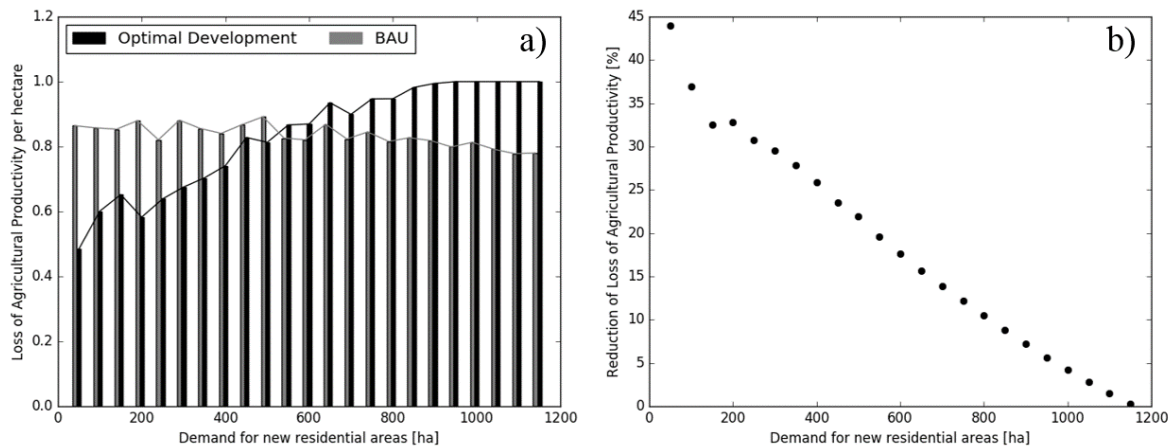 Optimal Development BAU a)
1.2
1.0
0.8
0.6
0.4
0.2
0.0
Loss of Agricultural Productivity per hectare
0 200 400 600 800 1000 1200
Demand for new residential areas [ha]
b)
45
40
35
30
25
20
15
10
5
0
Reduction of Loss of Agricultural Productivity [%]
0 200 400 600 800 1000 1200
Demand for new residential areas [ha]